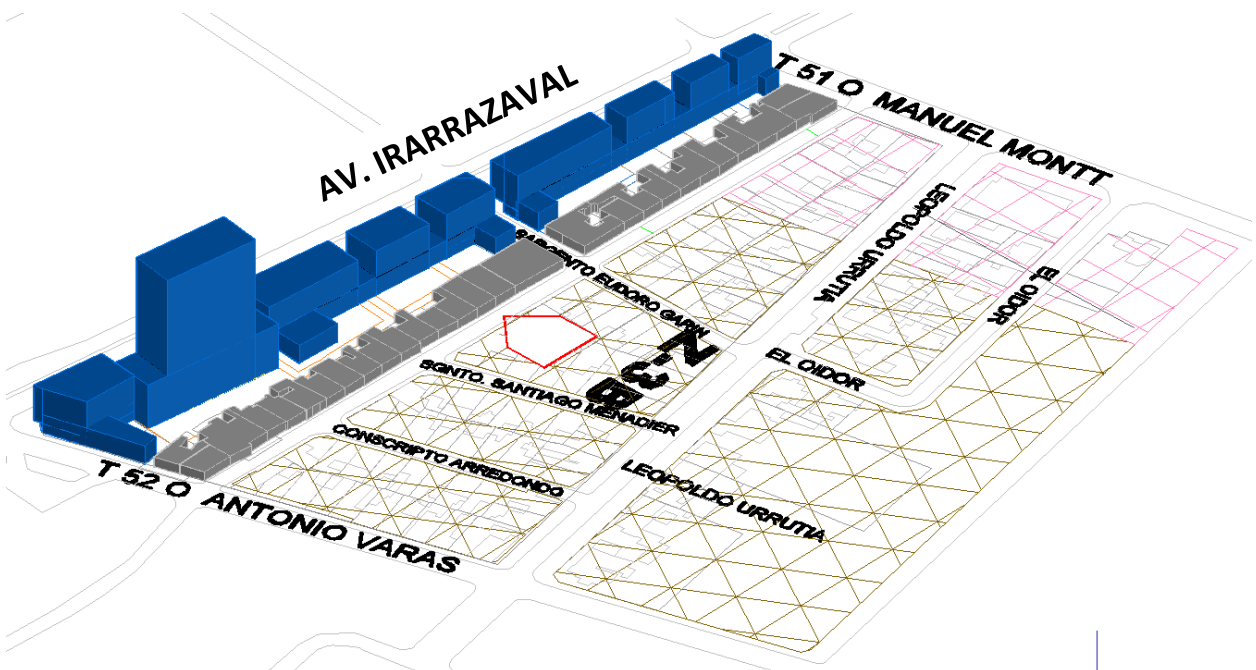 AV. IRARRAZAVAL
T 51 O MANUEL MONTT
LEOPOLDO URRUTIA
EL OIDOR
SARGENTO EUDORO GARIN
Z-3 B
EL OIDOR
SGNTO. SANTIAGO MENADIER
CONSCRIPTO ARREDONDO
LEOPOLDO URRUTIA
T 52 O ANTONIO VARAS